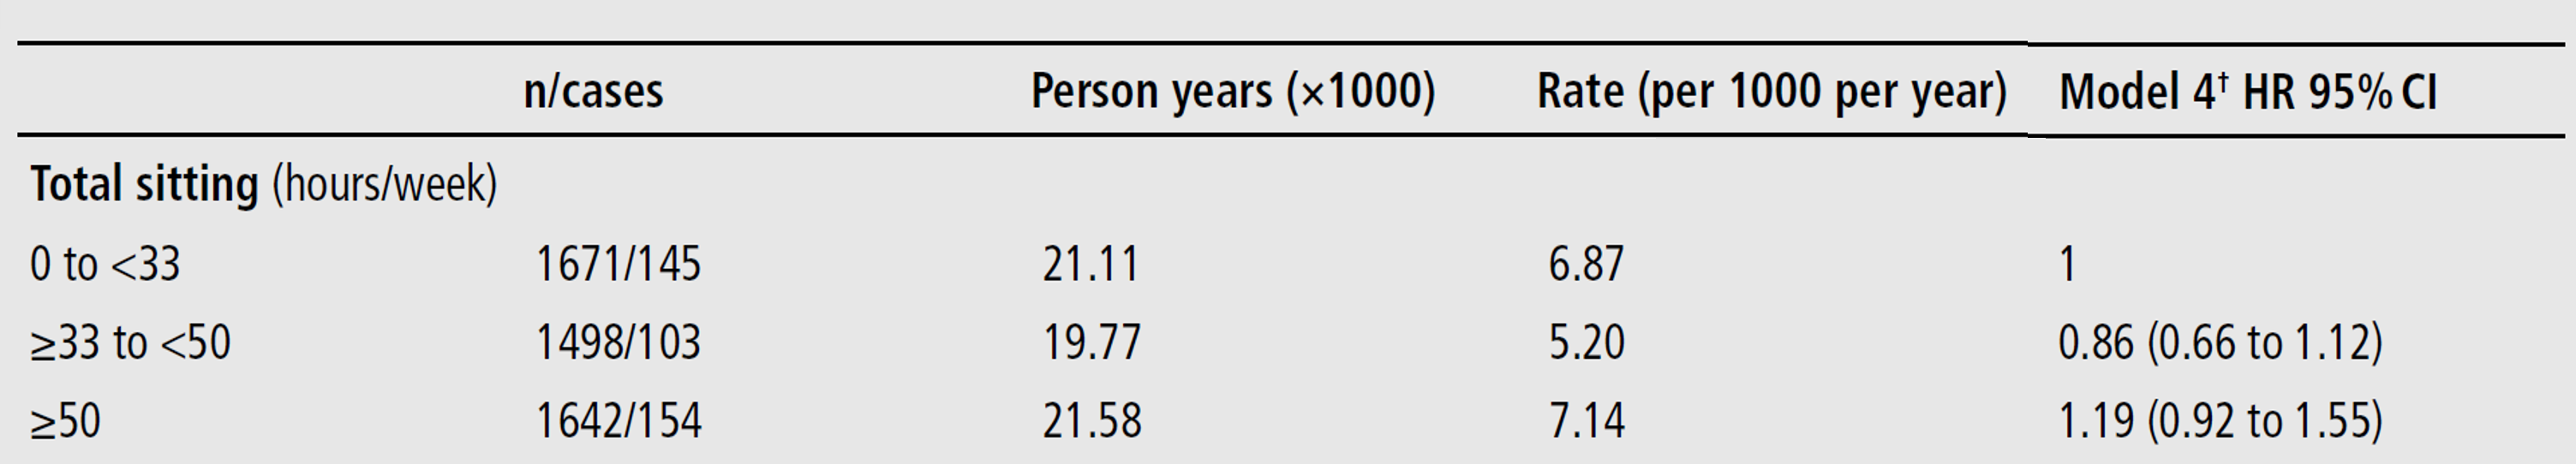 n/cases Person years (×1000) Rate (per 1000 per year) Model 4† HR 95% CI
Total sitting (hours/week)
0 to <33 1671/145 21.11 6.87 1
≥33 to <50 1498/103 19.77 5.20 0.86 (0.66 to 1.12)
≥50 1642/154 21.58 7.14 1.19 (0.92 to 1.55)